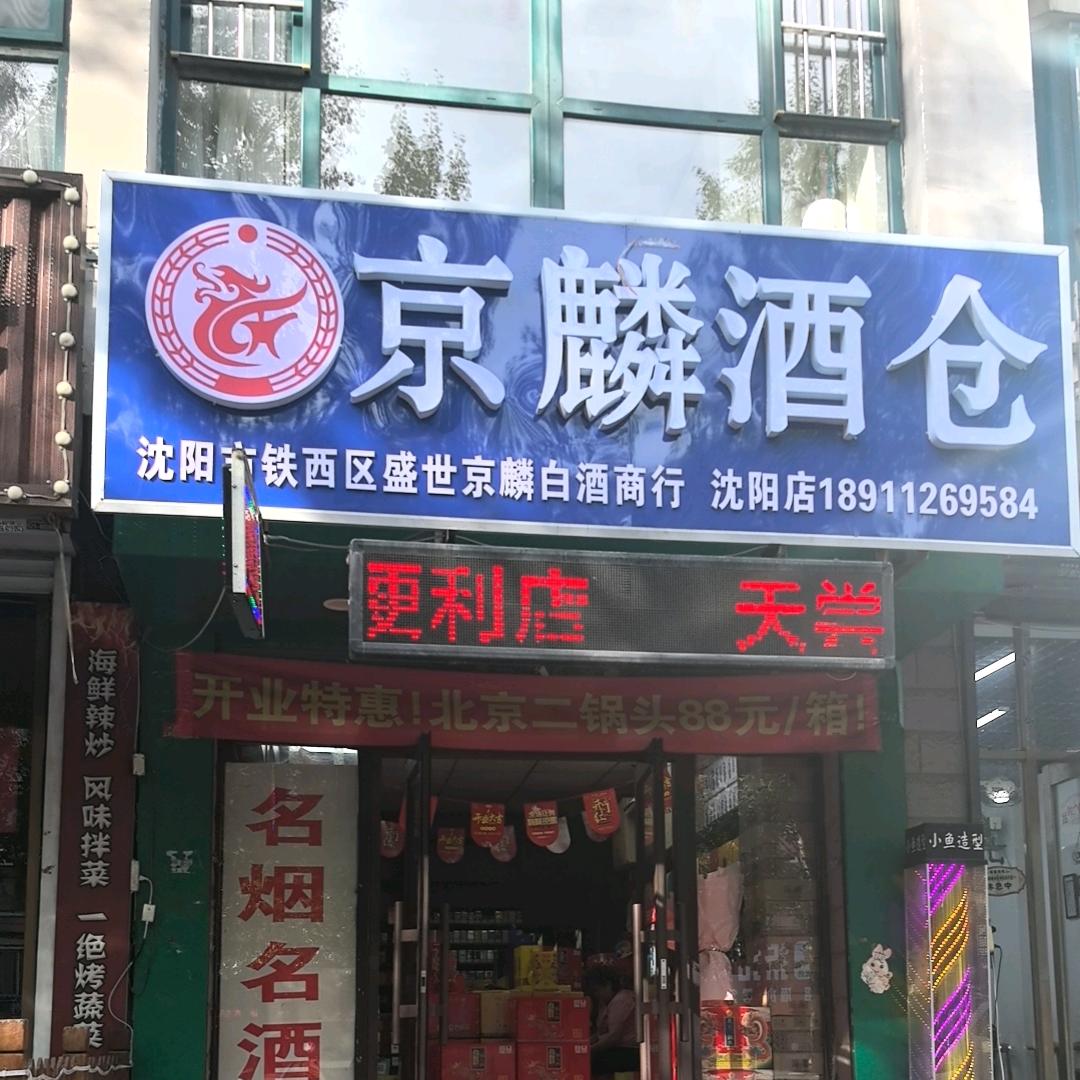 京麟酒仓
沈阳市铁西区盛世京麟白酒商行 沈阳店18911269584
更利店 天尝
开业特惠!北京二锅头88元/箱!
名烟名酒
海鲜辣炒 风味拌菜 一绝烤蔬菜
小鱼造型